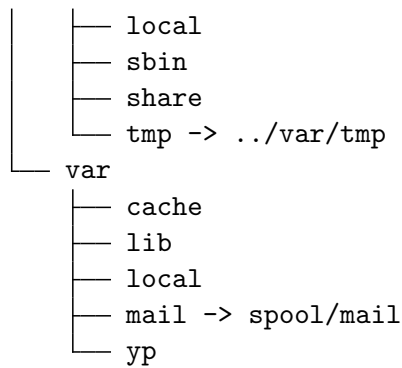 local
sbin
share
tmp -> ../var/tmp
var
cache
lib
local
mail -> spool/mail
yp